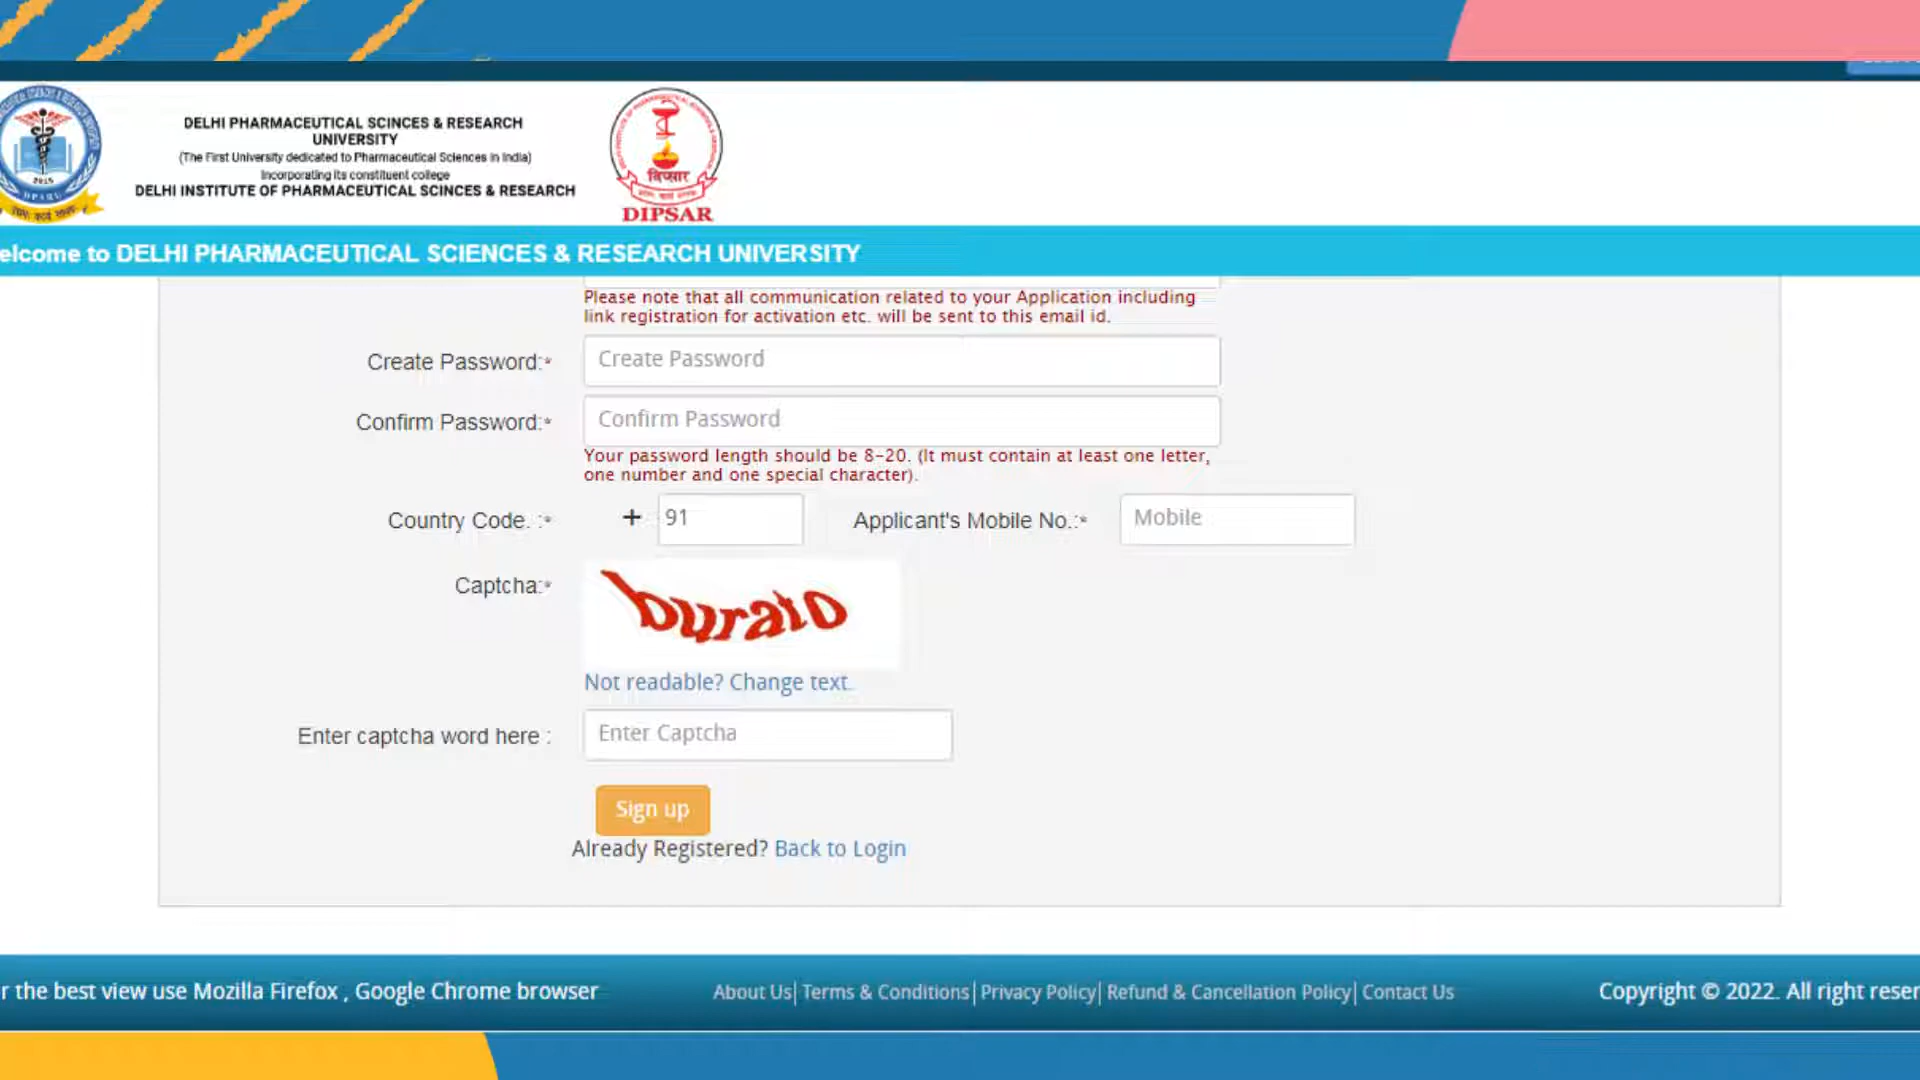 DELHI PHARMACEUTICAL SCINCES & RESEARCH
UNIVERSITY
(The First University dedicated to Pharmaceutical Sciences in India)
Incorporating its constituent college
DELHI INSTITUTE OF PHARMACEUTICAL SCINCES & RESEARCH
2015
DPSRU
दिप्सार
DIPSAR
elcome to DELHI PHARMACEUTICAL SCIENCES & RESEARCH UNIVERSITY
Please note that all communication related to your Application including
link registration for activation etc. will be sent to this email id.
Create Password:* Create Password
Confirm Password:* Confirm Password
Your password length should be 8-20. (It must contain at least one letter,
one number and one special character).
Country Code. :* + 91 Applicant's Mobile No.:* Mobile
Captcha:* burato
Not readable? Change text.
Enter captcha word here : Enter Captcha
Sign up
Already Registered? Back to Login
r the best view use Mozilla Firefox , Google Chrome browser
About Us| Terms & Conditions| Privacy Policy| Refund & Cancellation Policy| Contact Us
Copyright © 2022. All right reser